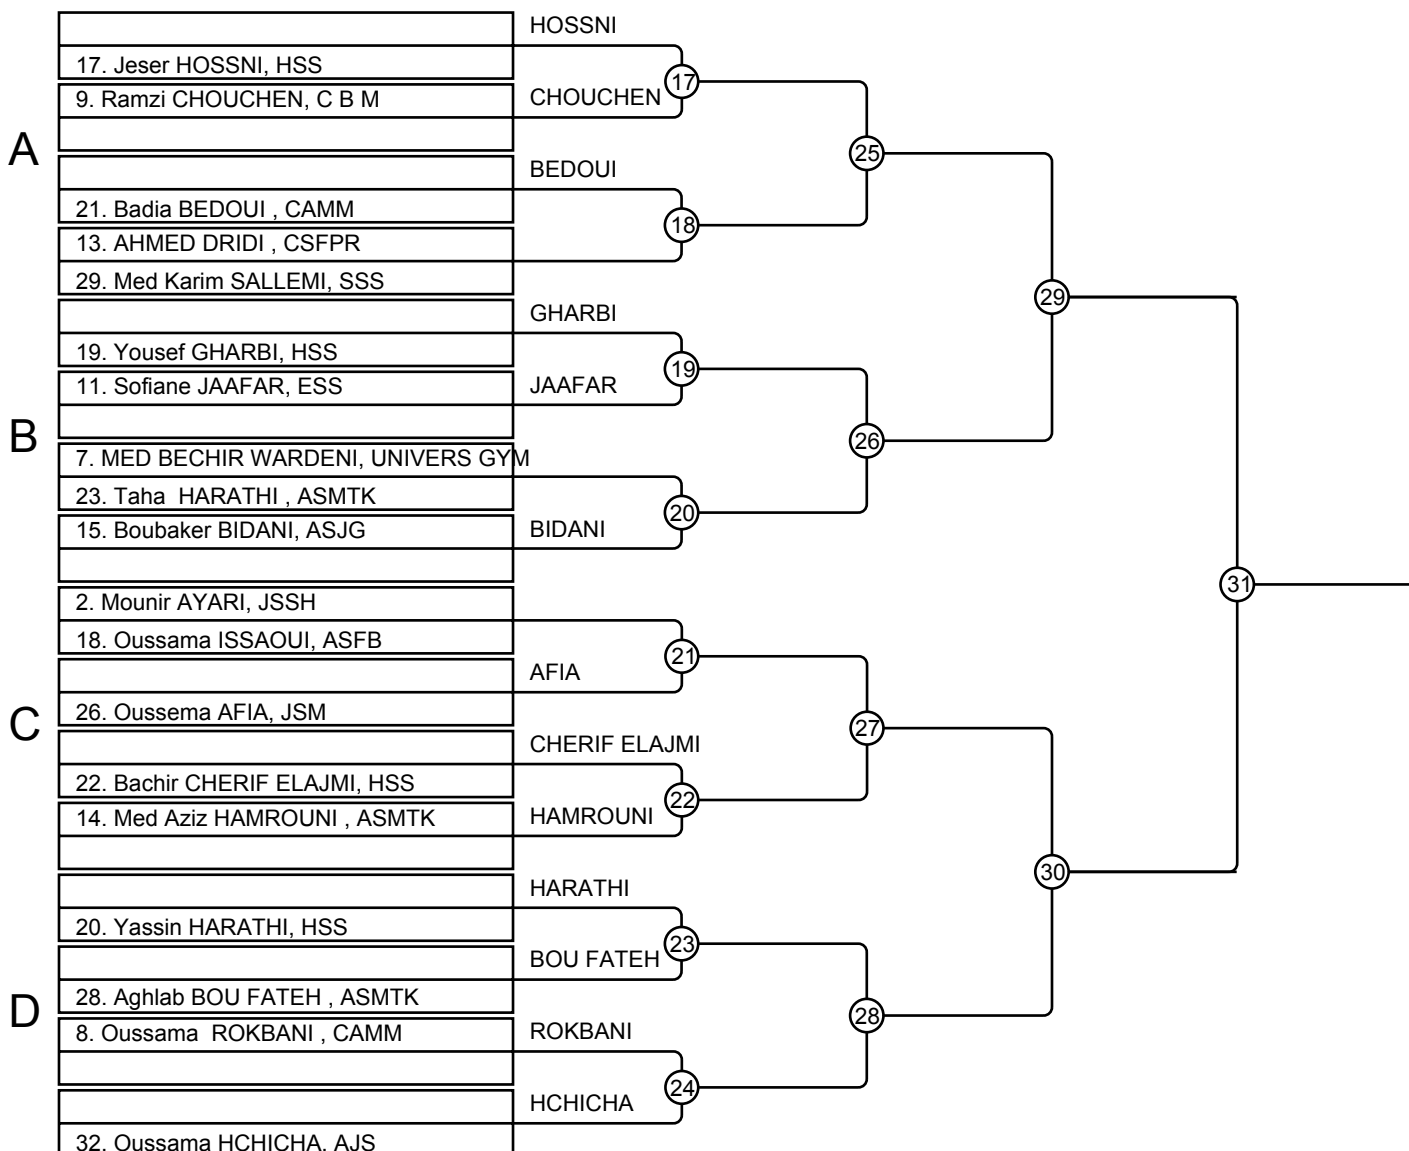 HOSSNI
17. Jeser HOSSNI, HSS
17
9. Ramzi CHOUCHEN, C B M
CHOUCHEN
A
25
BEDOUI
21. Badia BEDOUI , CAMM
18
13. AHMED DRIDI , CSFPR
29. Med Karim SALLEMI, SSS
29
GHARBI
19. Yousef GHARBI, HSS
19
11. Sofiane JAAFAR, ESS
JAAFAR
B
26
7. MED BECHIR WARDENI, UNIVERS GYM
23. Taha  HARATHI , ASMTK
20
15. Boubaker BIDANI, ASJG
BIDANI
31
2. Mounir AYARI, JSSH
18. Oussama ISSAOUI, ASFB
21
AFIA
26. Oussema AFIA, JSM
C
27
CHERIF ELAJMI
22. Bachir CHERIF ELAJMI, HSS
22
14. Med Aziz HAMROUNI , ASMTK
HAMROUNI
30
HARATHI
20. Yassin HARATHI, HSS
23
BOU FATEH
28. Aghlab BOU FATEH , ASMTK
D
28
8. Oussama  ROKBANI , CAMM
ROKBANI
24
HCHICHA
32. Oussama HCHICHA, AJS